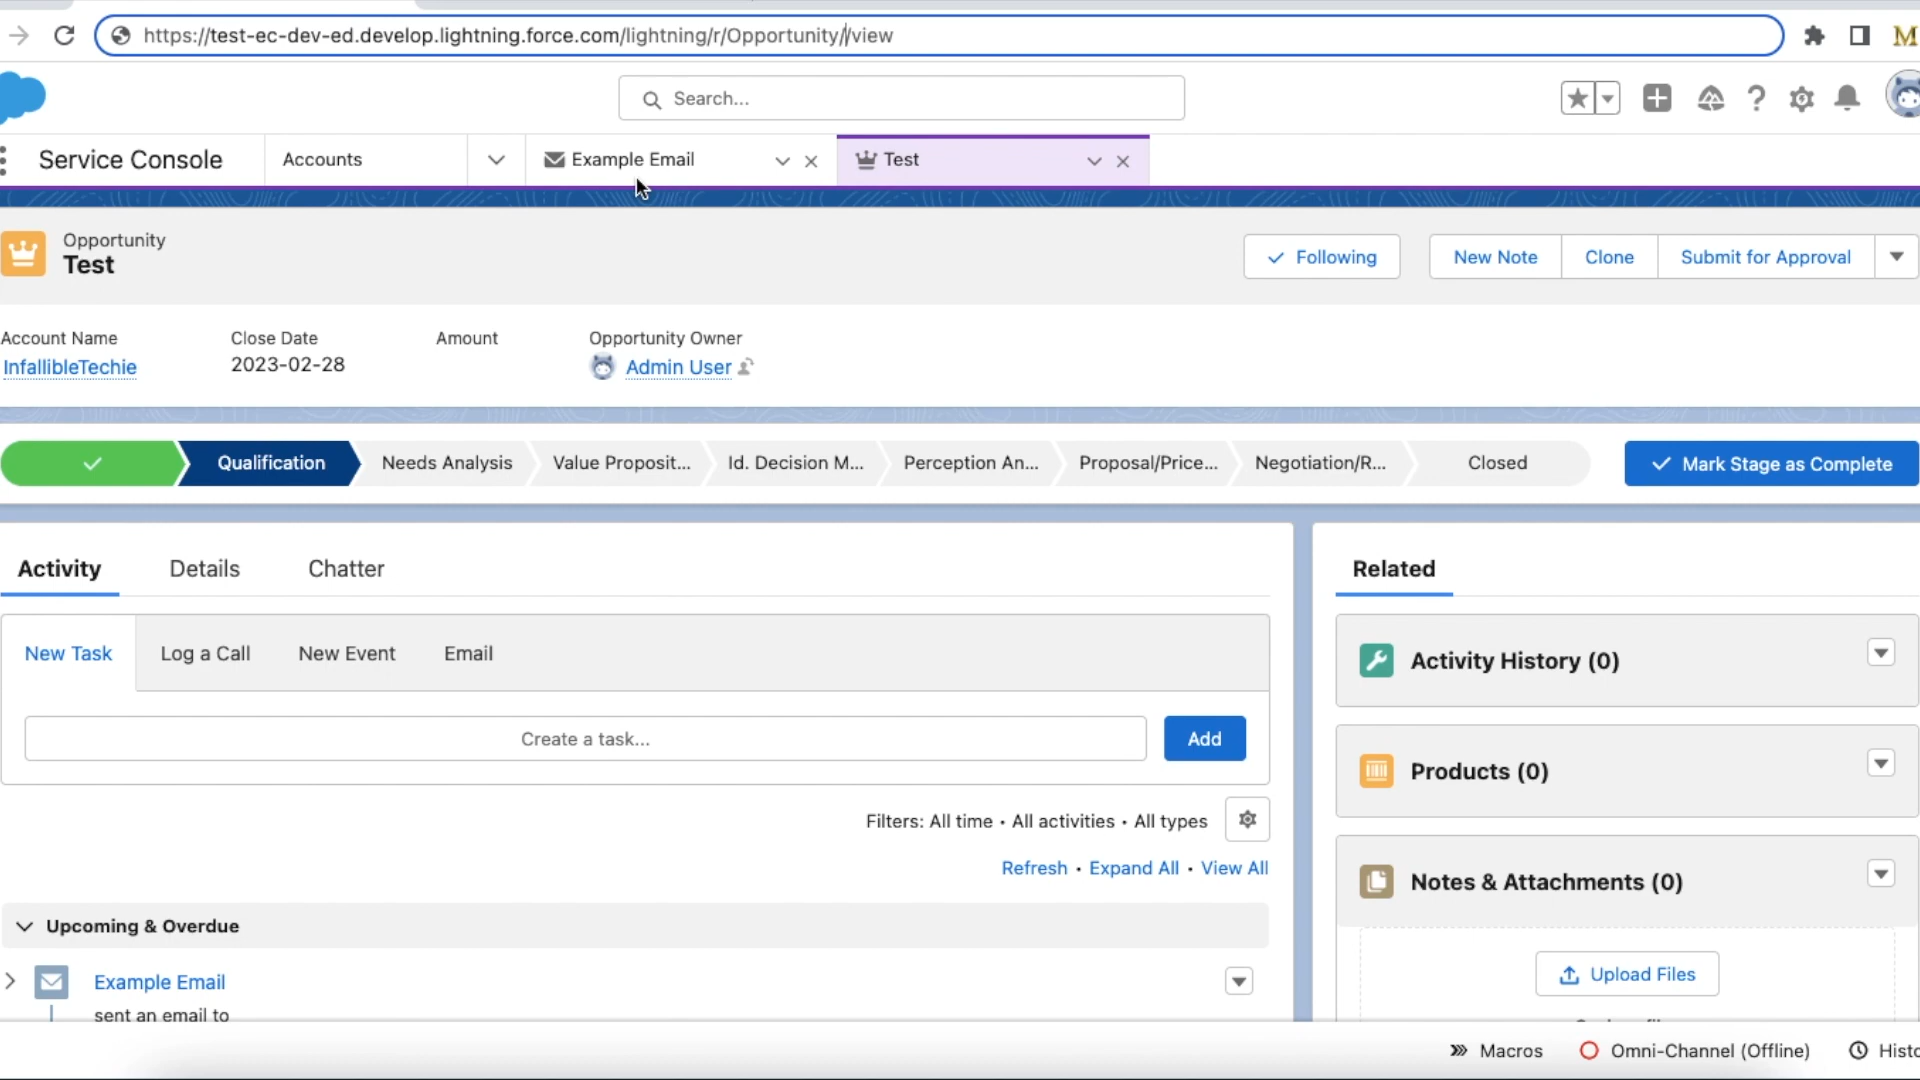 https://test-ec-dev-ed.develop.lightning.force.com/lightning/r/Opportunity//view
M
Search...
Service Console
Accounts
Example Email
Test
Opportunity
Test
Following
New Note
Clone
Submit for Approval
Account Name
Close Date
Amount
Opportunity Owner
InfallibleTechie
2023-02-28
Admin User
Qualification
Needs Analysis
Value Proposit...
Id. Decision M...
Perception An...
Proposal/Price...
Negotiation/R...
Closed
Mark Stage as Complete
Activity
Details
Chatter
Related
New Task
Log a Call
New Event
Email
Activity History (0)
Create a task...
Add
Products (0)
Filters: All time • All activities • All types
Refresh • Expand All • View All
Notes & Attachments (0)
Upcoming & Overdue
Upload Files
Example Email
sent an email to
Macros
Omni-Channel (Offline)
Histo